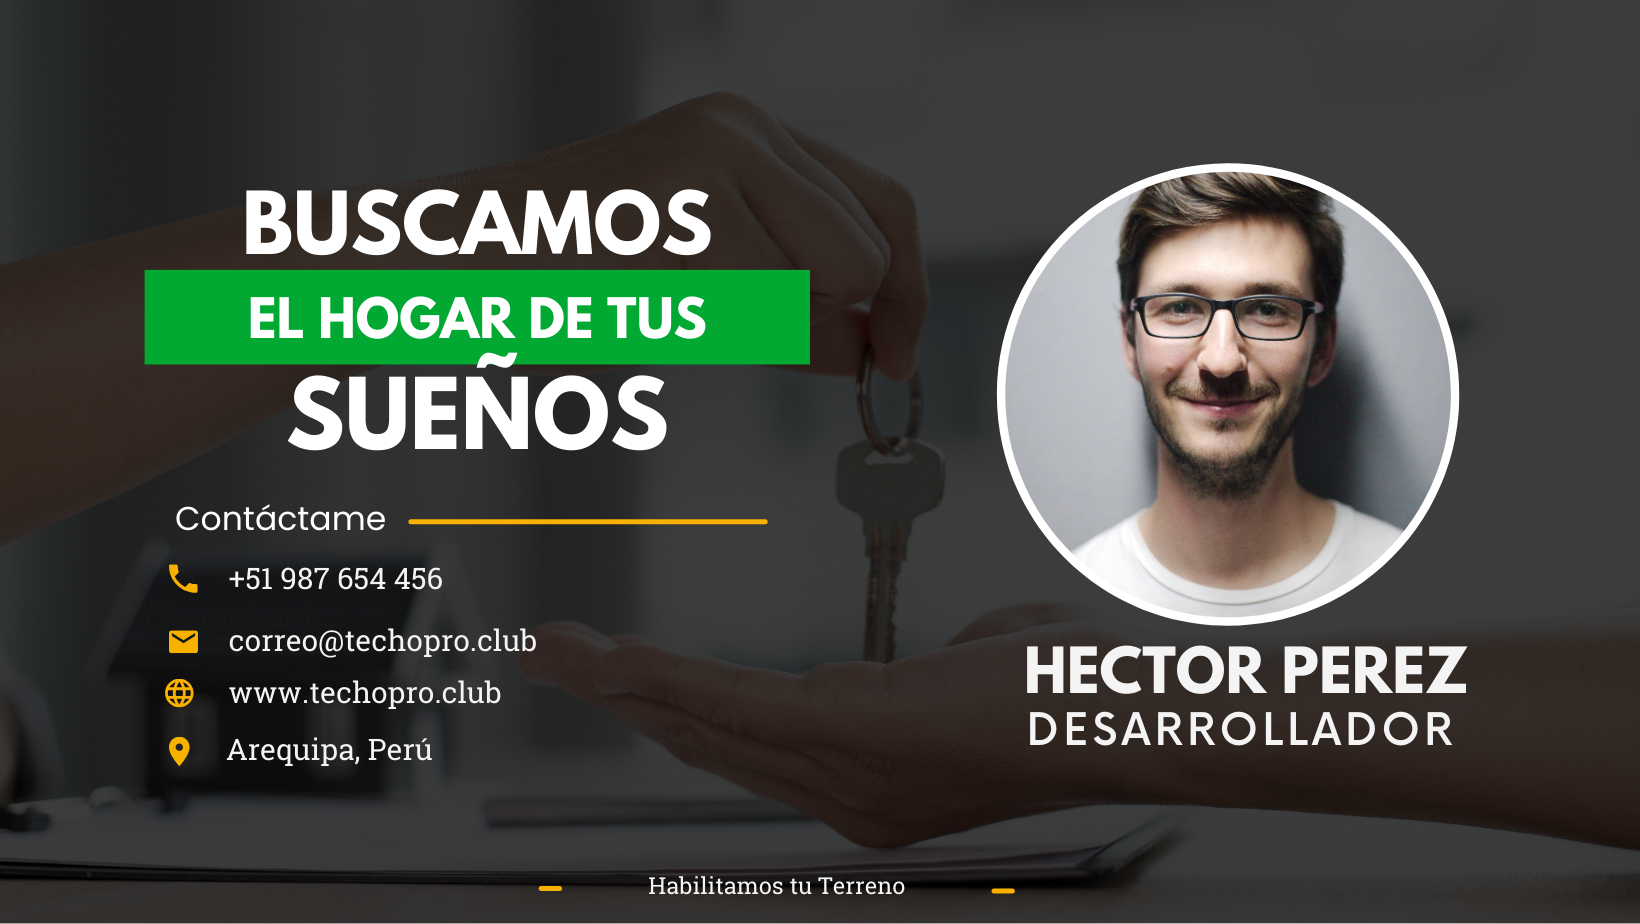 BUSCAMOS
EL HOGAR DE TUS
SUEÑOS
Contáctame
+51 987 654 456
correo@techopro.club
www.techopro.club
Arequipa, Perú
HECTOR PEREZ
DESARROLLADOR
Habilitamos tu Terreno